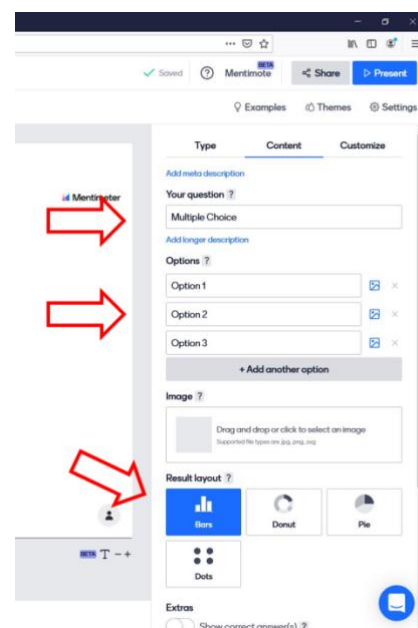 Saved ? Mentimote BETA Share Present
Examples Themes Settings
Type Content Customize
Add meta description
Mentimeter
Your question ?
Multiple Choice
Add longer description
Options ?
Option 1
Option 2
Option 3
+ Add another option
Image ?
Drag and drop or click to select an image
Supported file types are jpg, png, svg
Result layout ?
Bars Donut Pie
BETA T - +
Dots
Extras
Show correct answer(s) ?